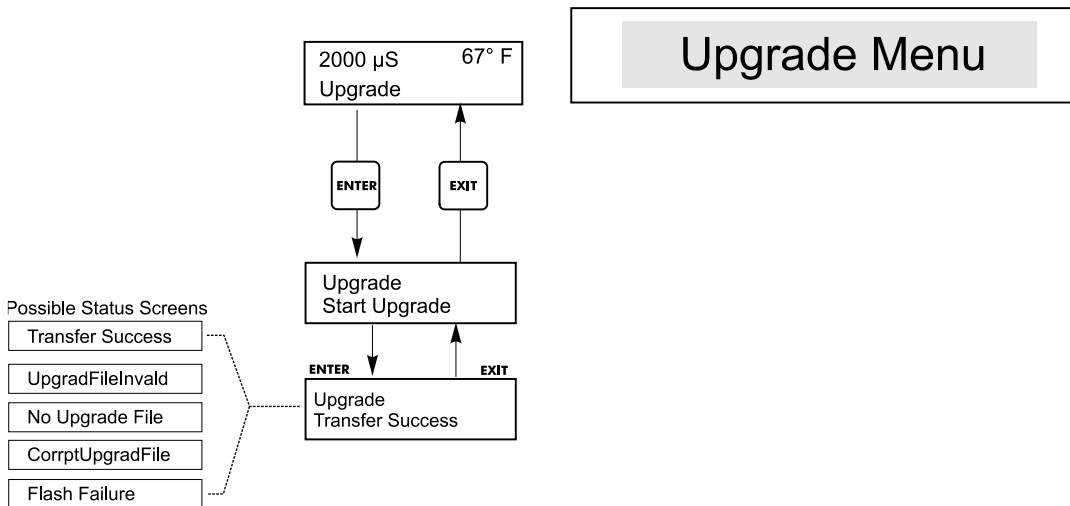 Upgrade Menu
2000 µS 67° F
Upgrade
ENTER EXIT
Upgrade
Start Upgrade
ENTER EXIT
Upgrade
Transfer Success
Possible Status Screens
Transfer Success
UpgradFileInvald
No Upgrade File
CorrptUpgradFile
Flash Failure